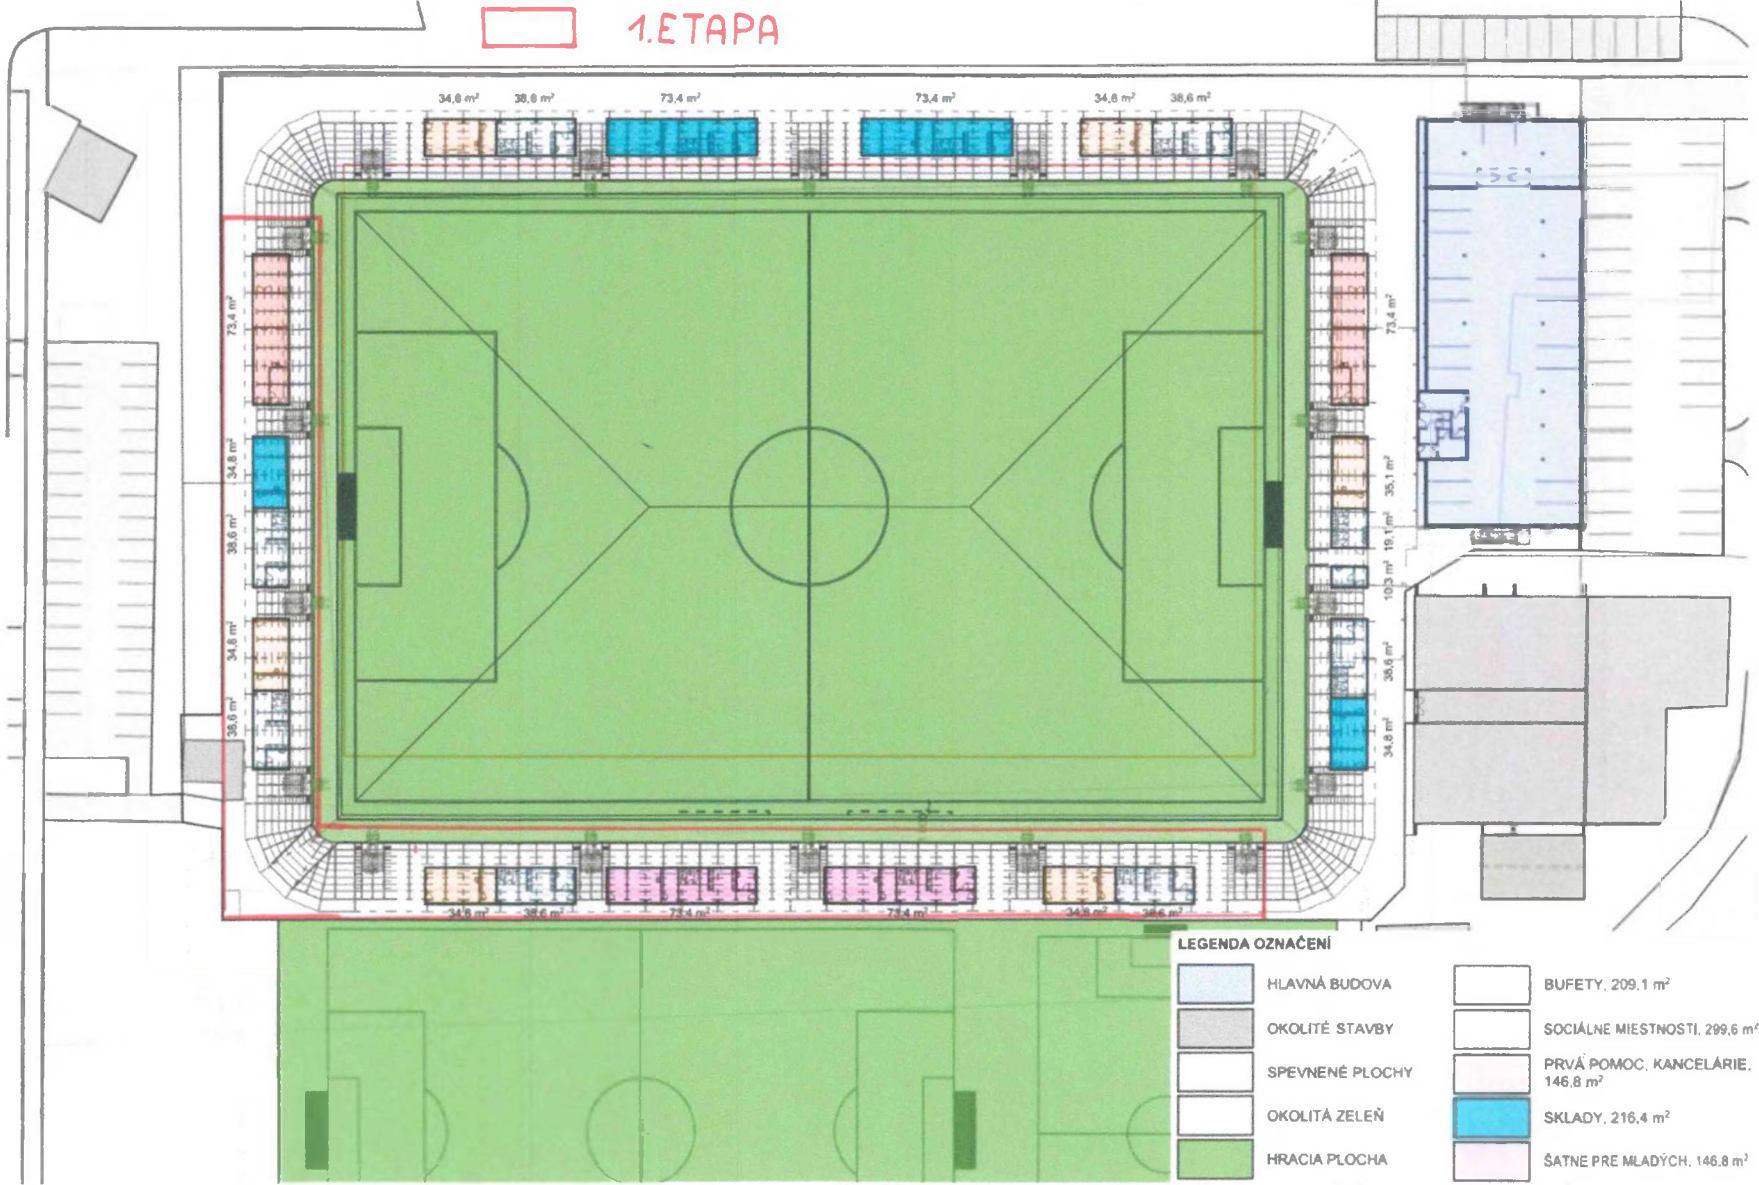 1.ETAPA
34,8 m² 38,6 m² 73,4 m² 73,4 m² 34,8 m² 38,6 m²
73,4 m²
34,8 m²
38,6 m²
34,8 m²
38,6 m²
73,4 m²
35,1 m²
19,1 m²
10,3 m²
38,6 m²
34,8 m²
34,8 m² 38,6 m² 73,4 m² 73,4 m² 34,8 m² 38,6 m²
LEGENDA OZNAČENÍ
HLAVNÁ BUDOVA
OKOLITÉ STAVBY
SPEVNENÉ PLOCHY
OKOLITÁ ZELEŇ
HRACIA PLOCHA
BUFETY, 209,1 m²
SOCIÁLNE MIESTNOSTI, 299,6 m²
PRVÁ POMOC, KANCELÁRIE,
146,8 m²
SKLADY, 216,4 m²
ŠATNE PRE MLADÝCH, 146,8 m²